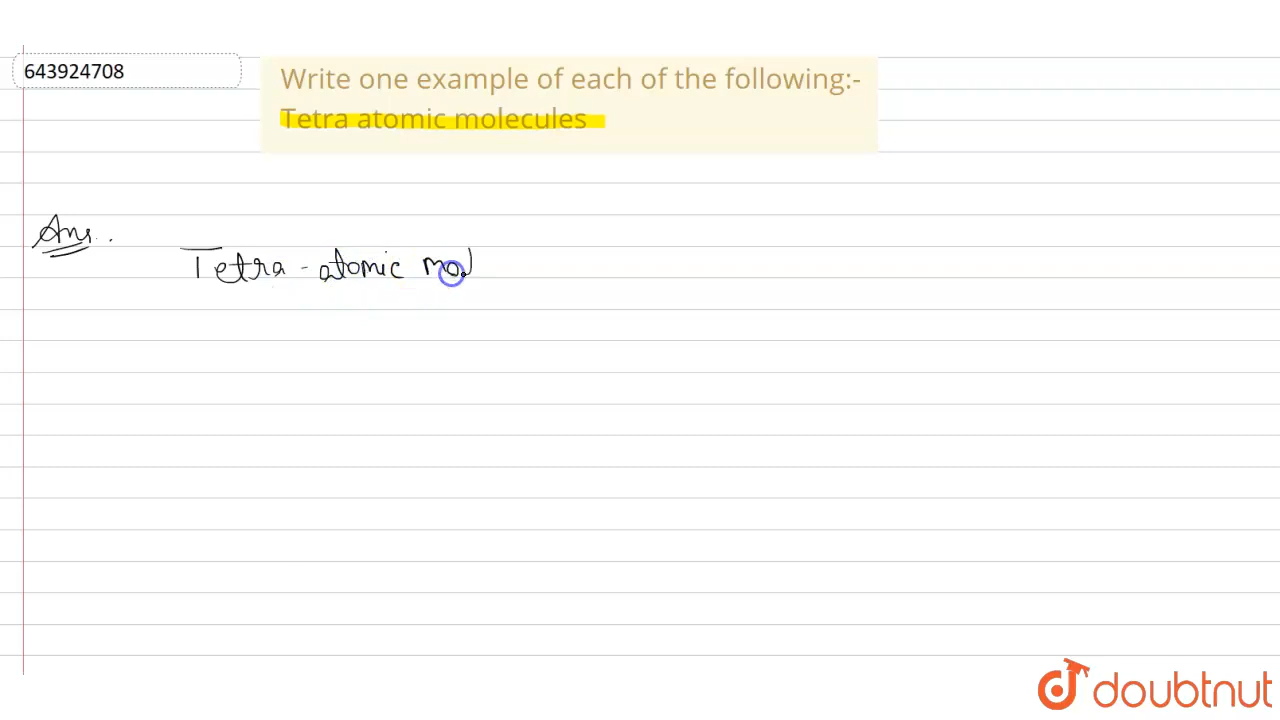 643924708
Write one example of each of the following:-
Tetra atomic molecules
Ans.
Tetra-atomic mol
doubtnut